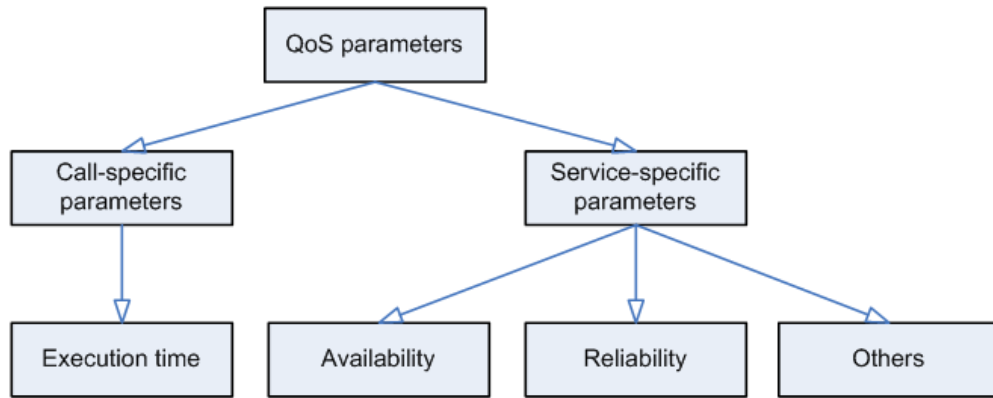 QoS parameters
Call-specific
parameters
Service-specific
parameters
Execution time
Availability
Reliability
Others